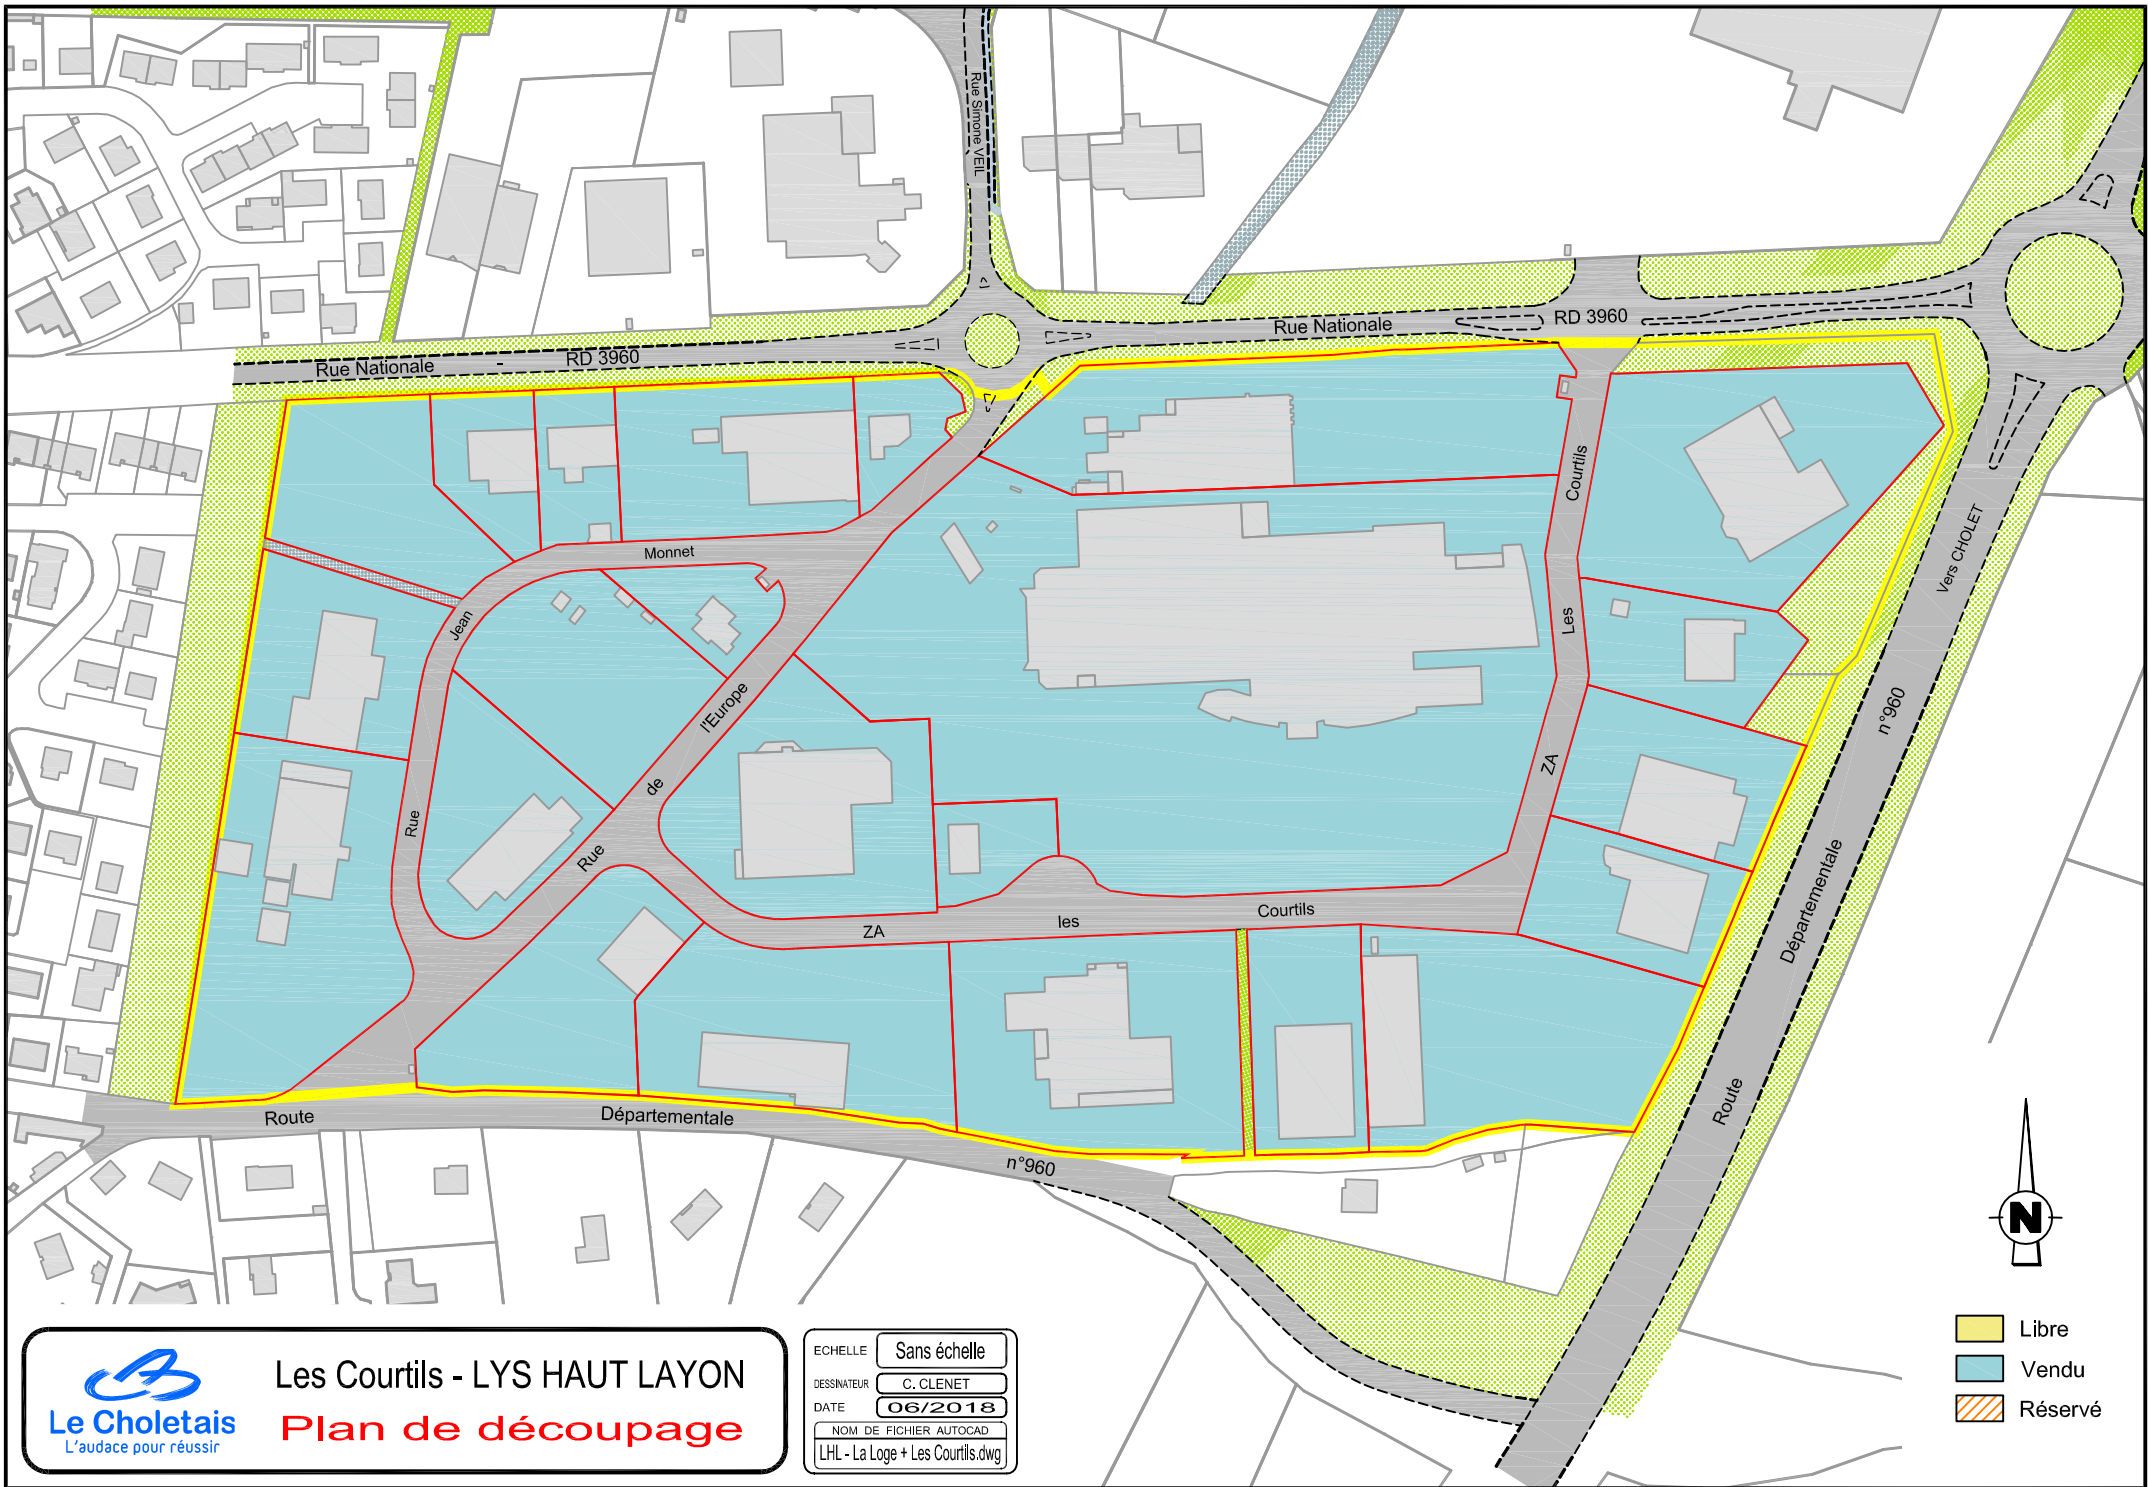 Rue Simone VEIL
Rue Nationale - RD 3960
Rue Nationale RD 3960
Monnet
Jean
Rue
l'Europe
de
Rue
Courtils
Les
ZA
ZA les Courtils
Vers CHOLET
n°960
Départementale
Route
Route Départementale n°960
N
Libre
Vendu
Réservé
Le Choletais
L'audace pour réussir
Les Courtils - LYS HAUT LAYON
Plan de découpage
ECHELLE Sans échelle
DESSINATEUR C. CLENET
DATE 06/2018
NOM DE FICHIER AUTOCAD
LHL - La Loge + Les Courtils.dwg